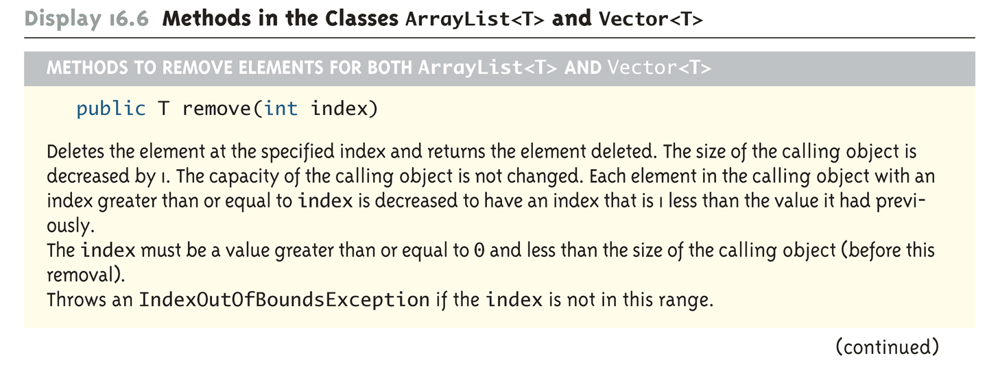 Display 16.6 Methods in the Classes ArrayList<T> and Vector<T>
METHODS TO REMOVE ELEMENTS FOR BOTH ArrayList<T> AND Vector<T>
public T remove(int index)
Deletes the element at the specified index and returns the element deleted. The size of the calling object is
decreased by 1. The capacity of the calling object is not changed. Each element in the calling object with an
index greater than or equal to index is decreased to have an index that is 1 less than the value it had previ-
ously.
The index must be a value greater than or equal to 0 and less than the size of the calling object (before this
removal).
Throws an IndexOutOfBoundsException if the index is not in this range.
(continued)